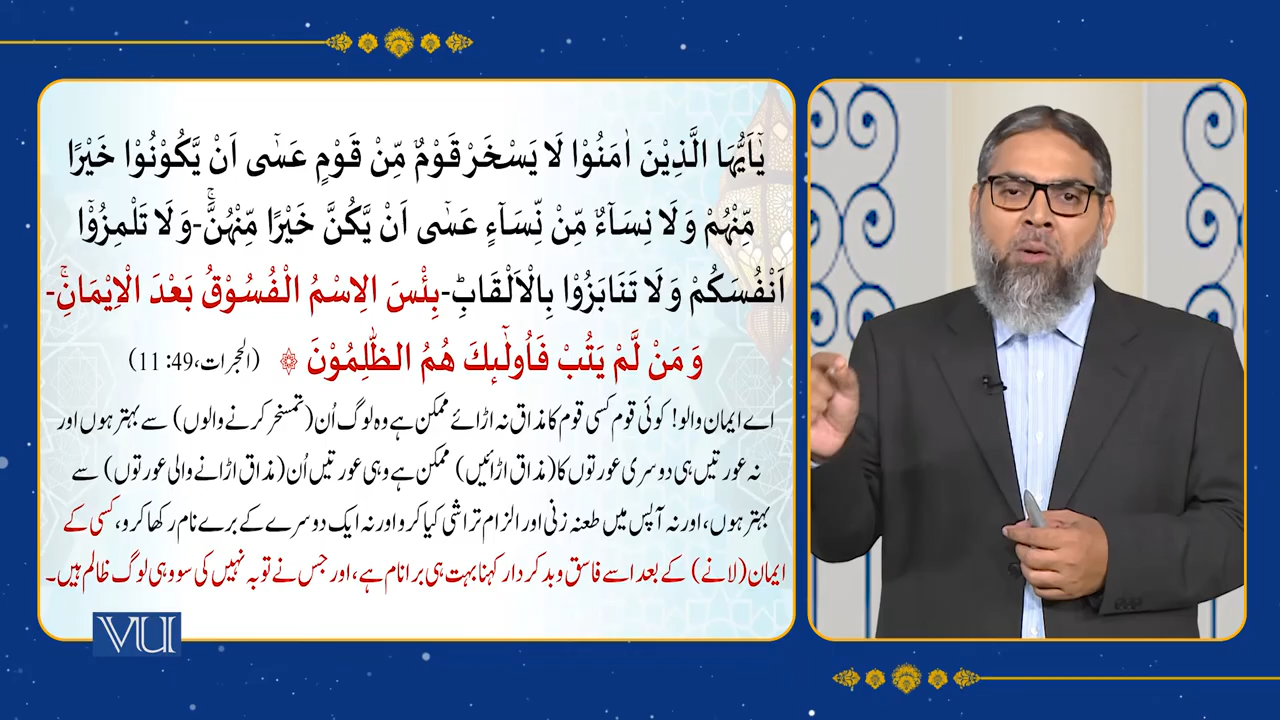 یٰۤاَیُّهَا الَّذِیْنَ اٰمَنُوْا لَا یَسْخَرْ قَوْمٌ مِّنْ قَوْمٍ عَسٰۤى اَنْ یَّكُوْنُوْا خَیْرًا
مِّنْهُمْ وَ لَا نِسَآءٌ مِّنْ نِّسَآءٍ عَسٰۤى اَنْ یَّكُنَّ خَیْرًا مِّنْهُنَّۚ-وَ لَا تَلْمِزُوْۤا
اَنْفُسَكُمْ وَ لَا تَنَابَزُوْا بِالْاَلْقَابِؕ-بِئْسَ الِاسْمُ الْفُسُوْقُ بَعْدَ الْاِیْمَانِۚ-
وَ مَنْ لَّمْ یَتُبْ فَاُولٰٓىٕكَ هُمُ الظّٰلِمُوْنَ ۞ (الحجرات،49: 11)
اے ایمان والو! کوئی قوم کسی قوم کا مذاق نہ اڑائے ممکن ہے وہ لوگ اُن (تمسخر کرنے والوں) سے بہتر ہوں اور
نہ عورتیں ہی دوسری عورتوں کا (مذاق اڑائیں) ممکن ہے وہی عورتیں اُن (مذاق اڑانے والی عورتوں) سے
بہتر ہوں، اور نہ آپس میں طعنہ زنی اور الزام تراشی کیا کرو اور نہ ایک دوسرے کے برے نام رکھا کرو، کسی کے
ایمان (لانے) کے بعد اسے فاسق و بدکردار کہنا بہت ہی برا نام ہے، اور جس نے توبہ نہیں کی سو وہی لوگ ظالم ہیں۔
VU